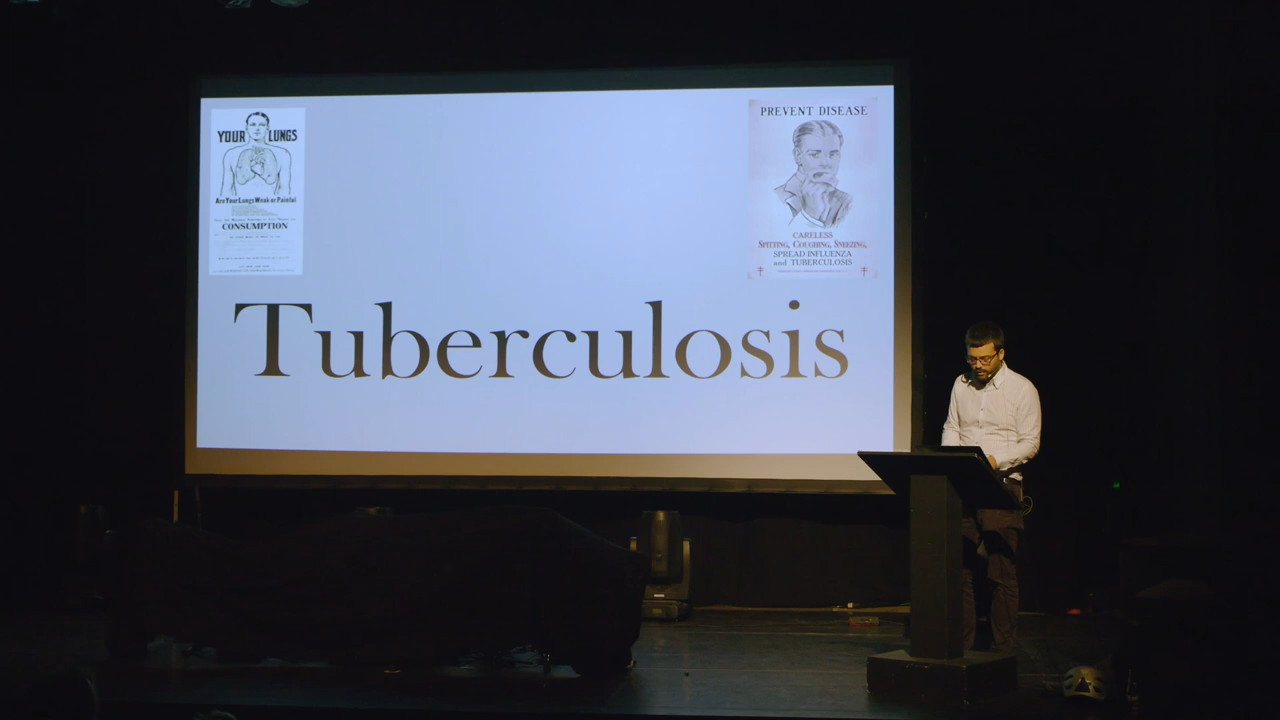 YOUR LUNGS
Are Your Lungs Weak or Painful
CONSUMPTION
PREVENT DISEASE
CARELESS
SPITTING, COUGHING, SNEEZING,
SPREAD INFLUENZA
and TUBERCULOSIS
Tuberculosis